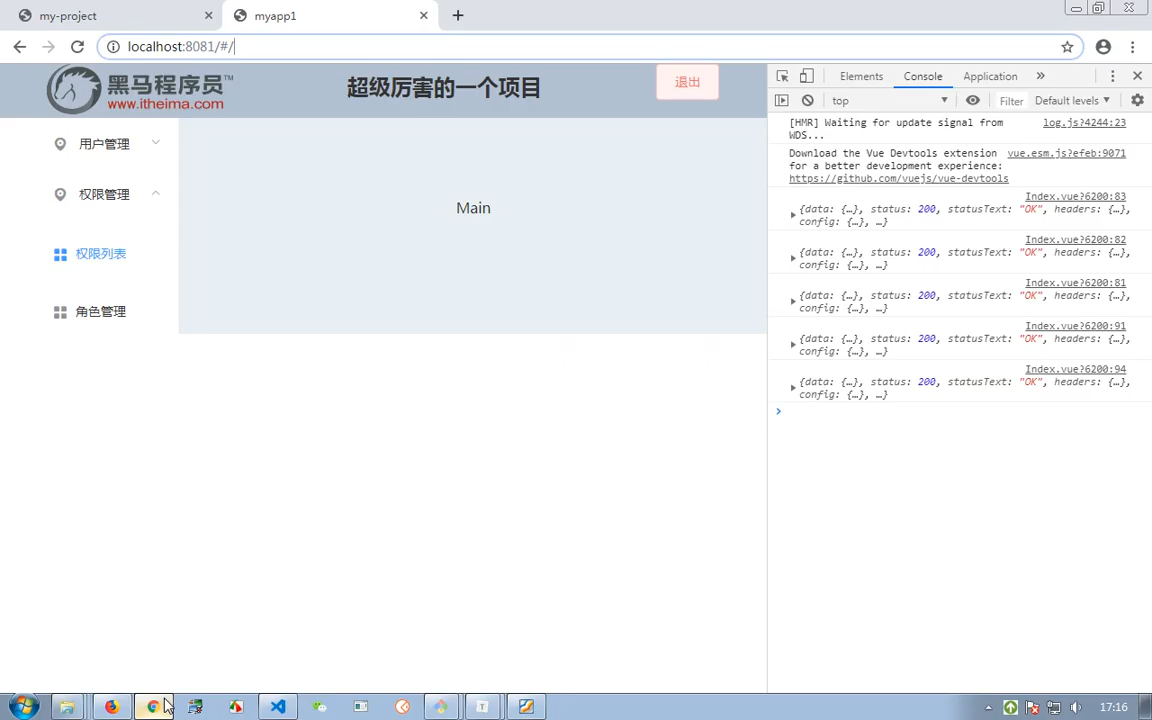 my-project
myapp1
localhost:8081/#/
黑马程序员™
www.itheima.com
超级厉害的一个项目
退出
用户管理
权限管理
权限列表
角色管理
Main
Elements Console Application »
top
Filter
Default levels ▼
[HMR] Waiting for update signal from WDS... log.js?4244:23
Download the Vue Devtools extension for a better development experience: vue.esm.js?efeb:9071
https://github.com/vuejs/vue-devtools
Index.vue?6200:83
{data: {…}, status: 200, statusText: "OK", headers: {…},
config: {…}, …}
Index.vue?6200:82
{data: {…}, status: 200, statusText: "OK", headers: {…},
config: {…}, …}
Index.vue?6200:81
{data: {…}, status: 200, statusText: "OK", headers: {…},
config: {…}, …}
Index.vue?6200:91
{data: {…}, status: 200, statusText: "OK", headers: {…},
config: {…}, …}
Index.vue?6200:94
{data: {…}, status: 200, statusText: "OK", headers: {…},
config: {…}, …}
17:16